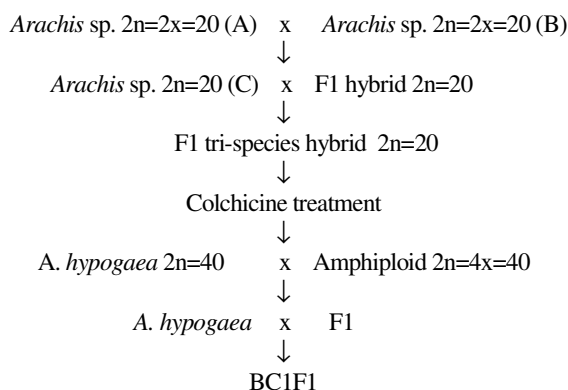 Arachis sp. 2n=2x=20 (A) x Arachis sp. 2n=2x=20 (B)
↓
Arachis sp. 2n=20 (C) x F1 hybrid 2n=20
↓
F1 tri-species hybrid 2n=20
↓
Colchicine treatment
↓
A. hypogaea 2n=40 x Amphiploid 2n=4x=40
↓
A. hypogaea x F1
↓
BC1F1